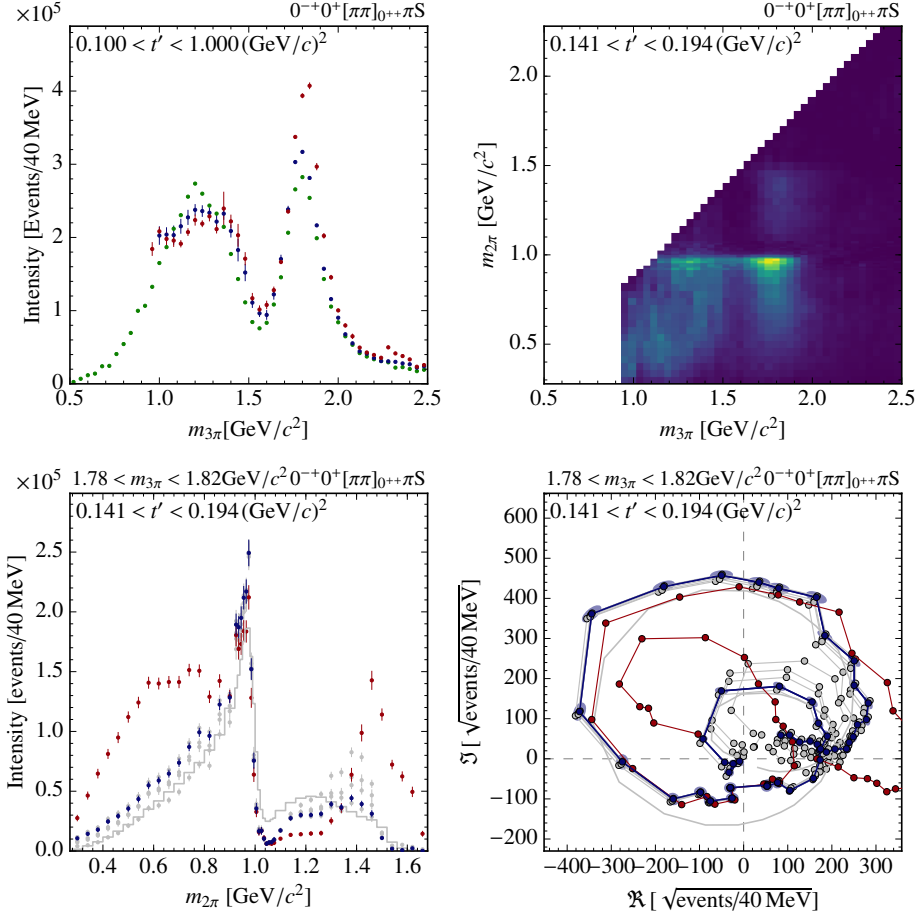 ×10⁵
0⁻⁺0⁺[ππ]₀₊₊πS
0.100 < t′ < 1.000 (GeV/c)²
Intensity [Events/40 MeV]
4
3
2
1
0
0.5 1.0 1.5 2.0 2.5
m₃π[GeV/c²]
0⁻⁺0⁺[ππ]₀₊₊πS
0.141 < t′ < 0.194 (GeV/c)²
m₂π [GeV/c²]
2.0
1.5
1.0
0.5
0.5 1.0 1.5 2.0 2.5
m₃π [GeV/c²]
×10⁵
1.78 < m₃π < 1.82GeV/c² 0⁻⁺0⁺[ππ]₀₊₊πS
0.141 < t′ < 0.194 (GeV/c)²
Intensity [events/40 MeV]
2.5
2.0
1.5
1.0
0.5
0.0
0.4 0.6 0.8 1.0 1.2 1.4 1.6
m₂π [GeV/c²]
1.78 < m₃π < 1.82GeV/c² 0⁻⁺0⁺[ππ]₀₊₊πS
0.141 < t′ < 0.194 (GeV/c)²
ℑ [ √events/40 MeV]
600
500
400
300
200
100
0
−100
−200
−400 −300 −200 −100 0 100 200 300
ℜ [ √events/40 MeV]